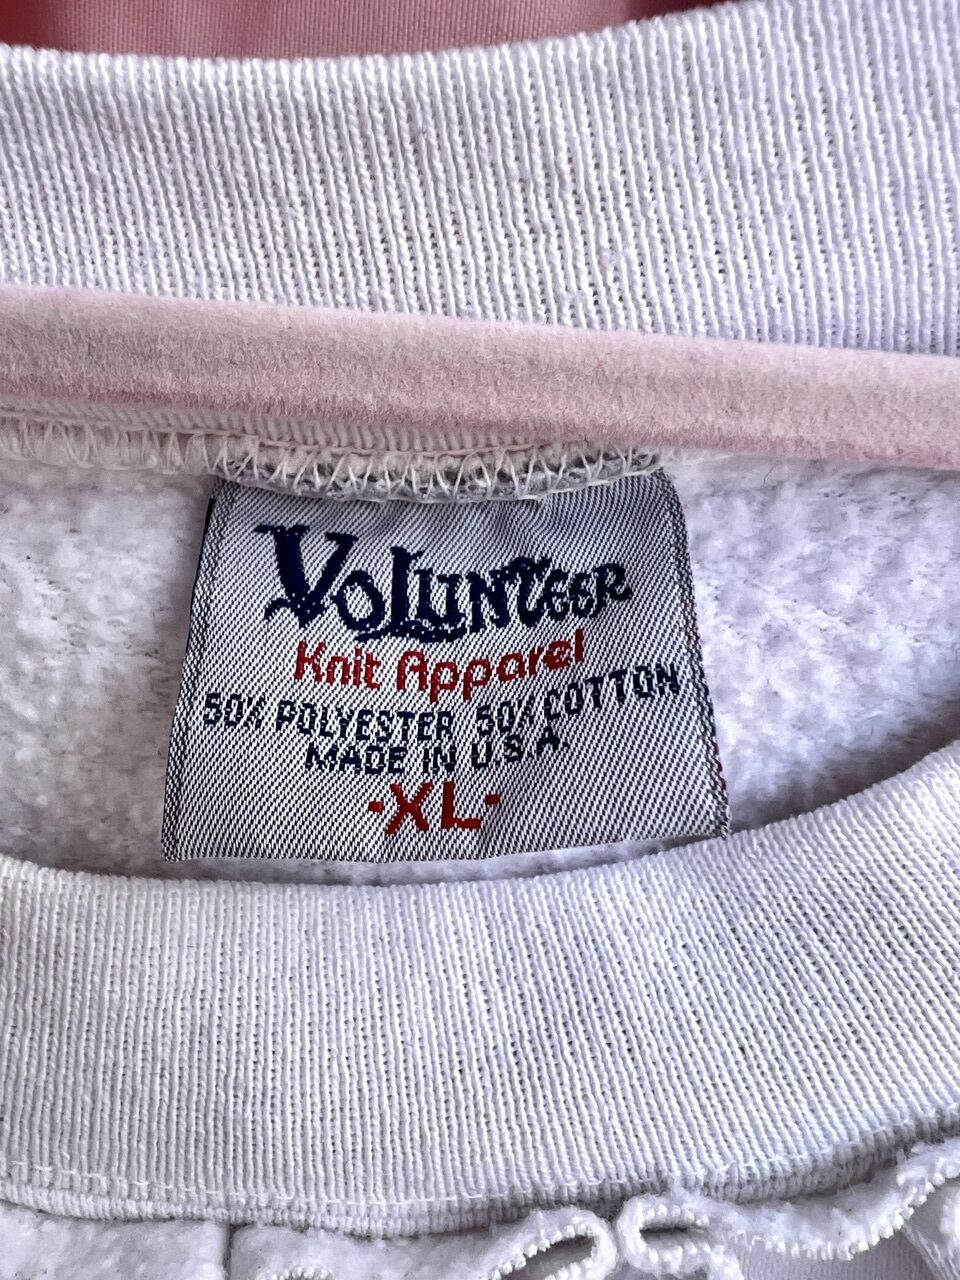 VOLUNTEER
Knit Apparel
50% POLYESTER 50% COTTON
MADE IN U.S.A.
-XL-